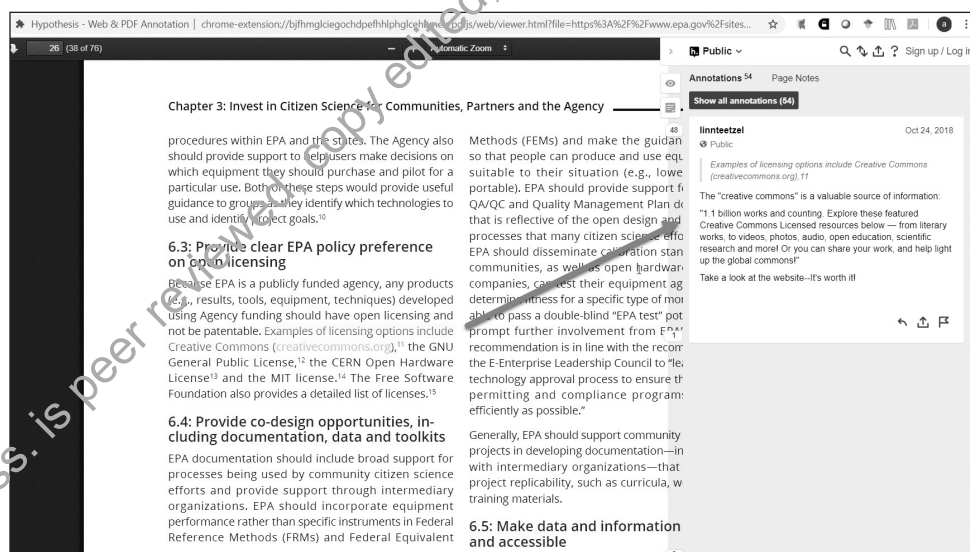 Hypothesis - Web & PDF Annotation | chrome-extension://bjfhmglciegochdpefhhlphglcehbmek/pdfjs/web/viewer.html?file=https%3A%2F%2Fwww.epa.gov%2Fsites...
26 (38 of 76)
Automatic Zoom
Chapter 3: Invest in Citizen Science for Communities, Partners and the Agency
procedures within EPA and the states. The Agency also
should provide support to help users make decisions on
which equipment they should purchase and pilot for a
particular use. Both of these steps would provide useful
guidance to groups as they identify which technologies to
use and identify project goals.10
6.3: Provide clear EPA policy preference
on open licensing
Because EPA is a publicly funded agency, any products
(e.g., results, tools, equipment, techniques) developed
using Agency funding should have open licensing and
not be patentable. Examples of licensing options include
Creative Commons (creativecommons.org),11 the GNU
General Public License,12 the CERN Open Hardware
License13 and the MIT license.14 The Free Software
Foundation also provides a detailed list of licenses.15
6.4: Provide co-design opportunities, in-
cluding documentation, data and toolkits
EPA documentation should include broad support for
processes being used by community citizen science
efforts and provide support through intermediary
organizations. EPA should incorporate equipment
performance rather than specific instruments in Federal
Reference Methods (FRMs) and Federal Equivalent
Methods (FEMs) and make the guidan
so that people can produce and use equ
suitable to their situation (e.g., lowe
portable). EPA should provide support f
QA/QC and Quality Management Plan d
that is reflective of the open design and
processes that many citizen science effo
EPA should disseminate calibration stan
communities, as well as open hardware
companies, can test their equipment ag
determine fitness for a specific type of mor
able to pass a double-blind "EPA test" pot
prompt further involvement from EPA'
recommendation is in line with the recom
the E-Enterprise Leadership Council to "lea
technology approval process to ensure th
permitting and compliance programs
efficiently as possible."
Generally, EPA should support community
projects in developing documentation—in
with intermediary organizations—that
project replicability, such as curricula, w
training materials.
6.5: Make data and information
and accessible
Public
? Sign up / Log in
Annotations 54 Page Notes
Show all annotations (54)
48
1
linnteetzel Oct 24, 2018
Public
Examples of licensing options include Creative Commons
(creativecommons.org),11
The "creative commons" is a valuable source of information:
"1.1 billion works and counting. Explore these featured
Creative Commons Licensed resources below — from literary
works, to videos, photos, audio, open education, scientific
research and more! Or you can share your work, and help light
up the global commons!"
Take a look at the website--It's worth it!
ss. is peer reviewed, copy edited